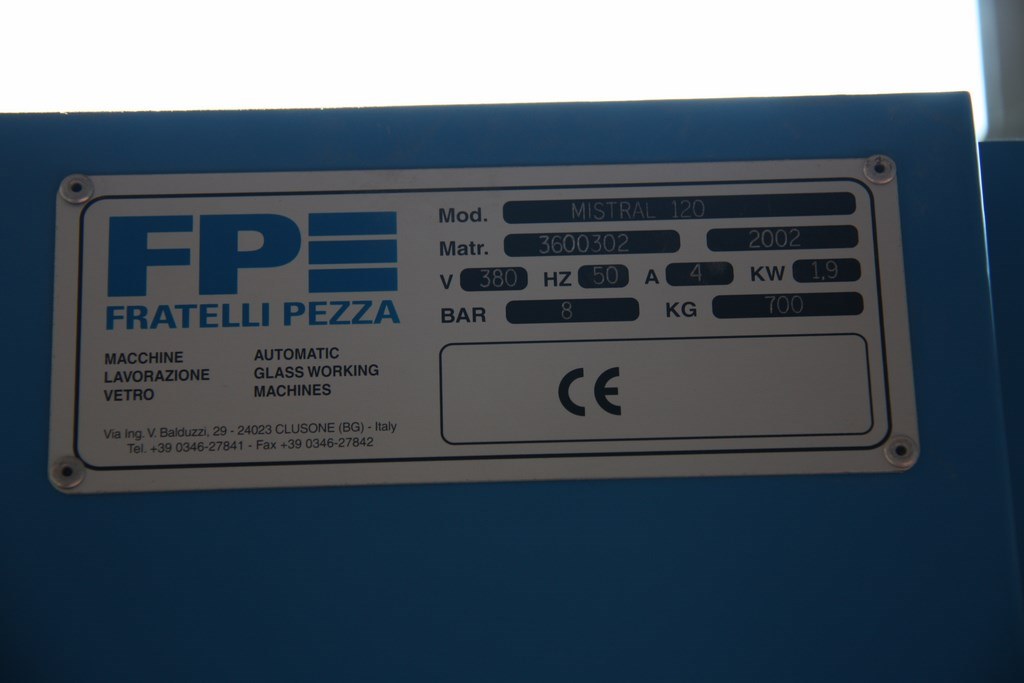 FPE
FRATELLI PEZZA
MACCHINE
LAVORAZIONE
VETRO
AUTOMATIC
GLASS WORKING
MACHINES
Via Ing. V. Balduzzi, 29 - 24023 CLUSONE (BG) - Italy
Tel. +39 0346-27841 - Fax +39 0346-27842
Mod. MISTRAL 120
Matr. 3600302 2002
V 380 HZ 50 A 4 KW 1,9
BAR 8 KG 700
CE